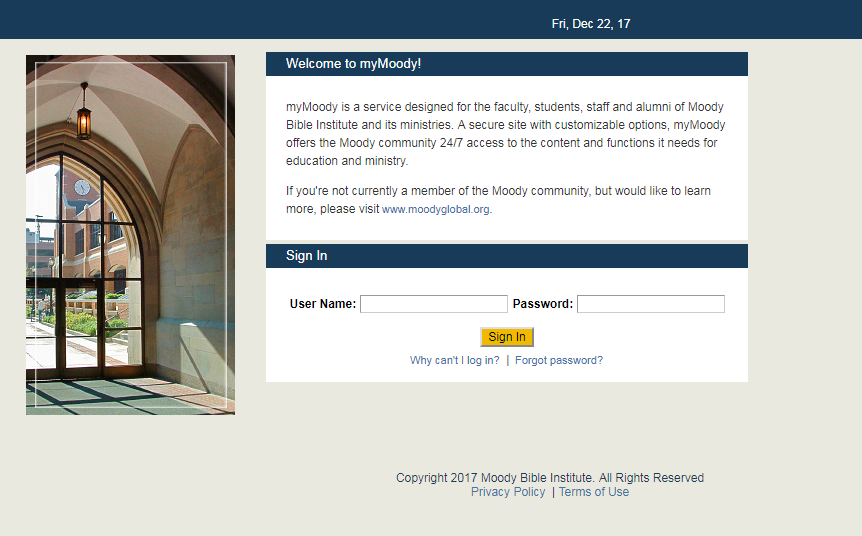 Fri, Dec 22, 17
Welcome to myMoody!
myMoody is a service designed for the faculty, students, staff and alumni of Moody
Bible Institute and its ministries. A secure site with customizable options, myMoody
offers the Moody community 24/7 access to the content and functions it needs for
education and ministry.
If you're not currently a member of the Moody community, but would like to learn
more, please visit www.moodyglobal.org.
Sign In
User Name: Password:
Sign In
Why can't I log in? | Forgot password?
Copyright 2017 Moody Bible Institute. All Rights Reserved
Privacy Policy | Terms of Use